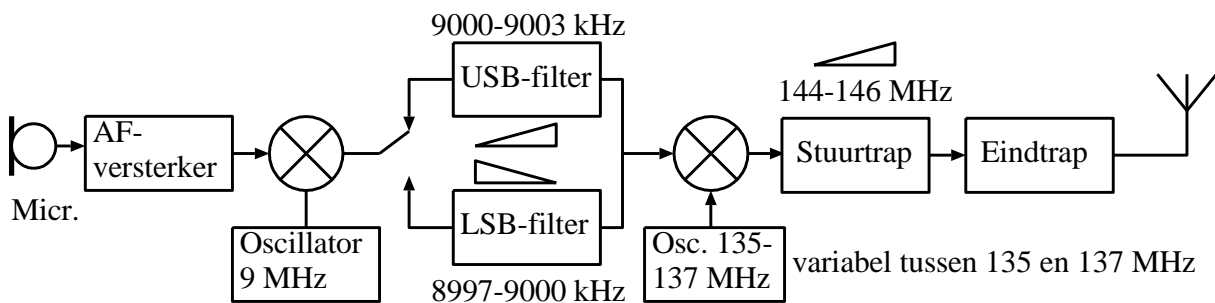 9000-9003 kHz
USB-filter
144-146 MHz
AF-
versterker
Stuurtrap
Eindtrap
Micr.
LSB-filter
Oscillator
9 MHz
Osc. 135-
137 MHz
variabel tussen 135 en 137 MHz
8997-9000 kHz